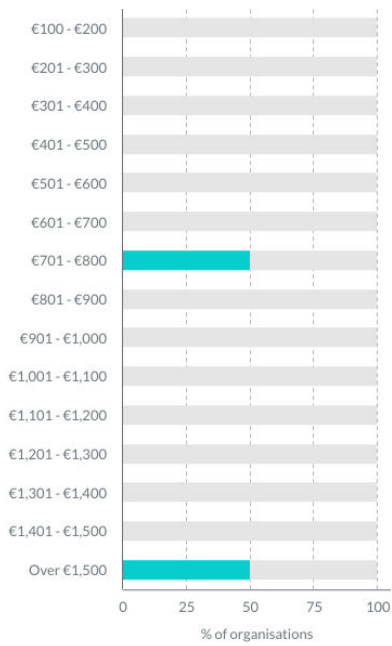 €100 - €200
€201 - €300
€301 - €400
€401 - €500
€501 - €600
€601 - €700
€701 - €800
€801 - €900
€901 - €1,000
€1,001 - €1,100
€1,101 - €1,200
€1,201 - €1,300
€1,301 - €1,400
€1,401 - €1,500
Over €1,500
0 25 50 75 100
% of organisations